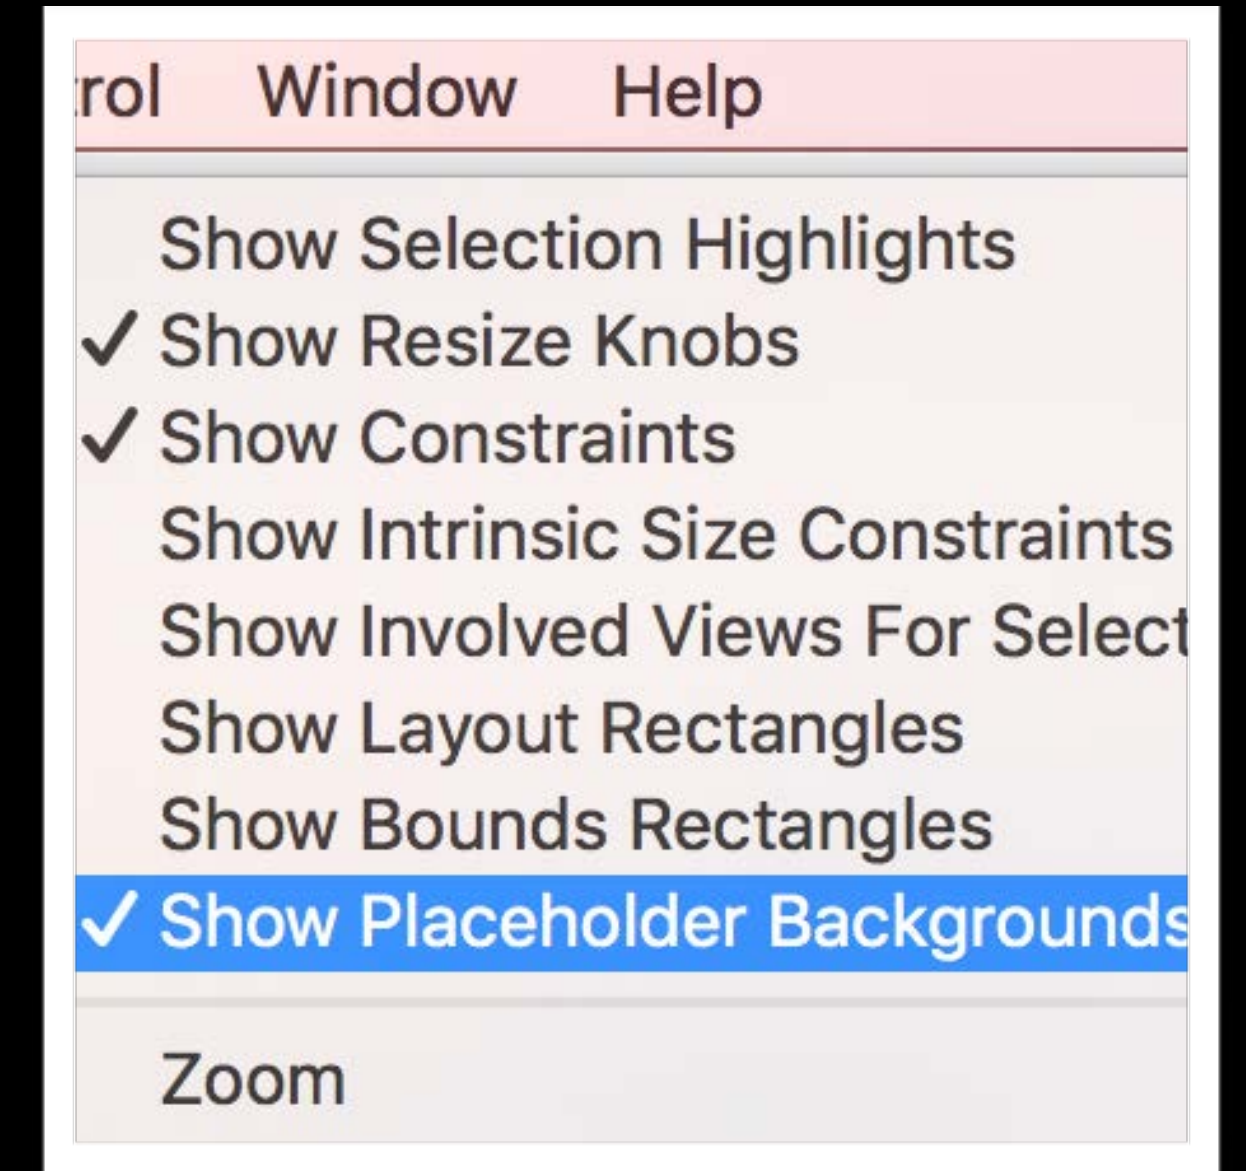 rol Window Help
Show Selection Highlights
✓ Show Resize Knobs
✓ Show Constraints
Show Intrinsic Size Constraints
Show Involved Views For Select
Show Layout Rectangles
Show Bounds Rectangles
✓ Show Placeholder Backgrounds
Zoom